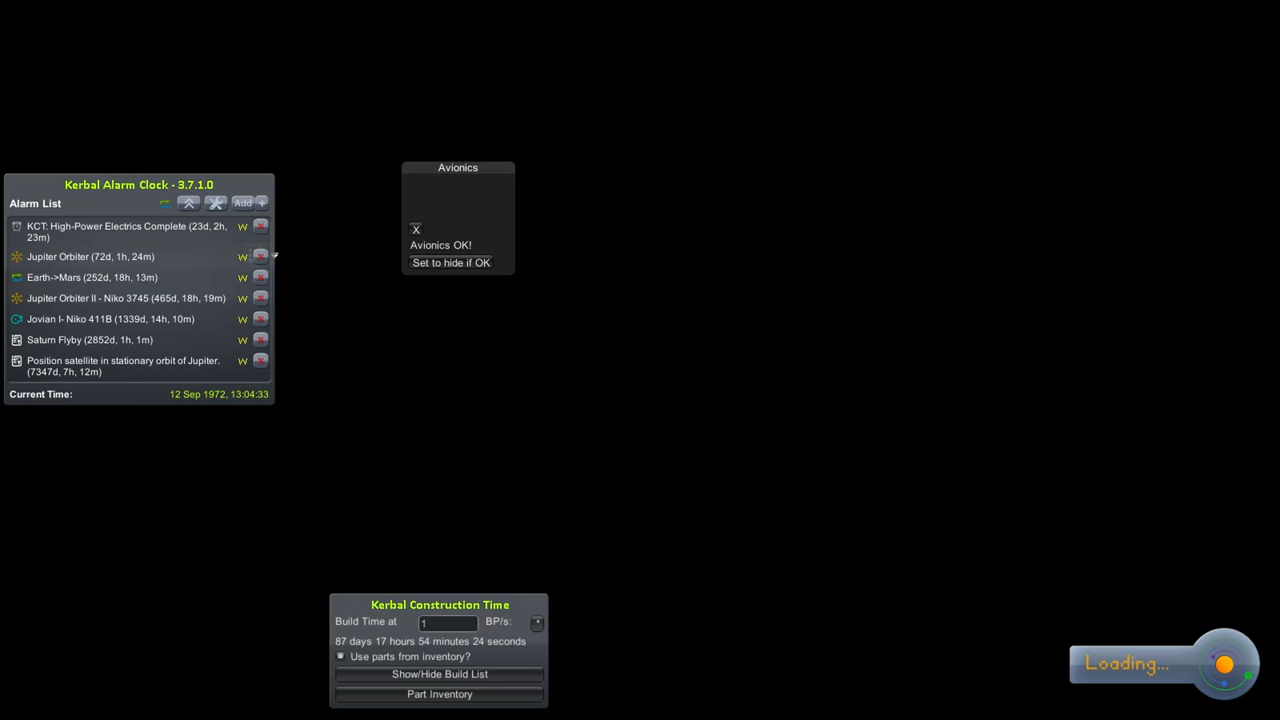 Avionics
X
Avionics OK!
Set to hide if OK
Kerbal Alarm Clock - 3.7.1.0
Alarm List Add +
KCT: High-Power Electrics Complete (23d, 2h, W
23m)
Jupiter Orbiter (72d, 1h, 24m) W
Earth->Mars (252d, 18h, 13m) W
Jupiter Orbiter II - Niko 3745 (465d, 18h, 19m) W
Jovian I- Niko 411B (1339d, 14h, 10m) W
Saturn Flyby (2852d, 1h, 1m) W
Position satellite in stationary orbit of Jupiter. W
(7347d, 7h, 12m)
Current Time: 12 Sep 1972, 13:04:33
Kerbal Construction Time
Build Time at 1 BP/s: *
87 days 17 hours 54 minutes 24 seconds
Use parts from inventory?
Show/Hide Build List
Part Inventory
Loading...